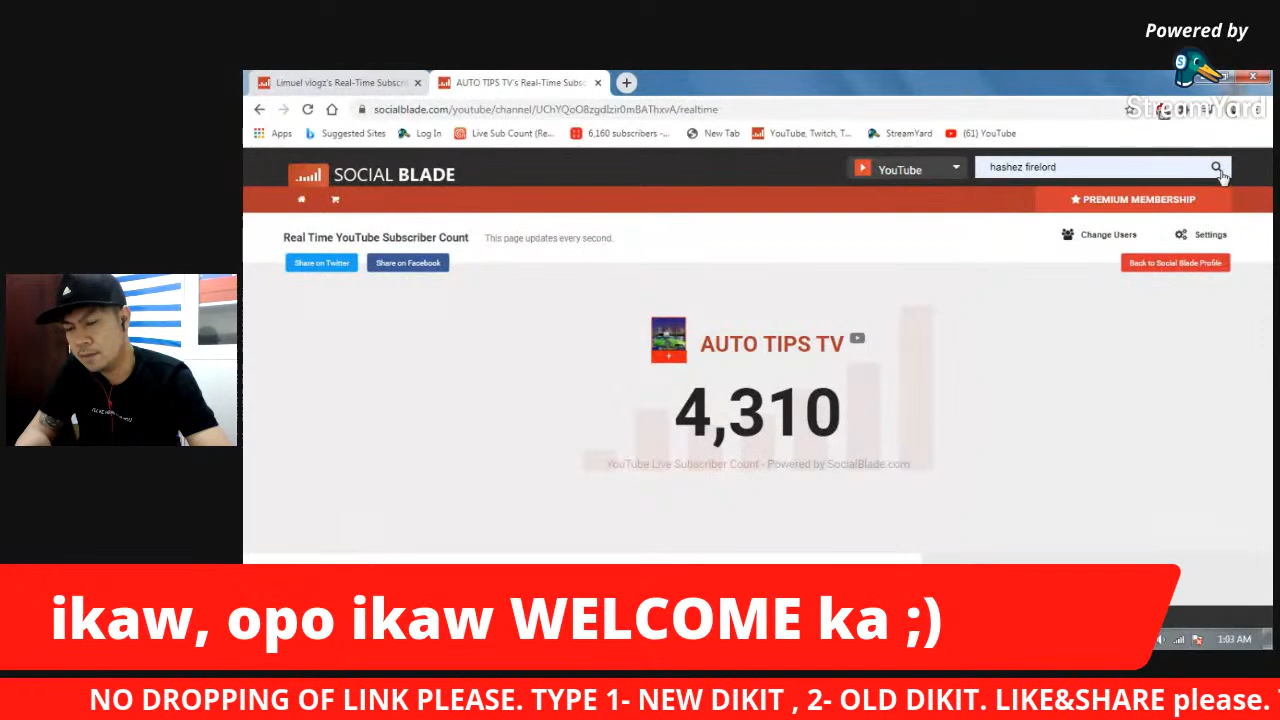 Powered by
StreamYard
Limuel vlogz's Real-Time Subscri
AUTO TIPS TV's Real-Time Subsc
socialblade.com/youtube/channel/UChYQoO8zgdlzir0m8AThxvA/realtime
Apps
Suggested Sites
Log In
Live Sub Count (Re...
6,160 subscribers -...
New Tab
YouTube, Twitch, T...
StreamYard
(61) YouTube
SOCIAL BLADE
YouTube
hashez firelord
PREMIUM MEMBERSHIP
Real Time YouTube Subscriber Count
This page updates every second.
Change Users
Settings
Share on Twitter
Share on Facebook
Back to Social Blade Profile
AUTO TIPS TV
4,310
YouTube Live Subscriber Count - Powered by SocialBlade.com
ikaw, opo ikaw WELCOME ka ;)
1:03 AM
NO DROPPING OF LINK PLEASE. TYPE 1- NEW DIKIT , 2- OLD DIKIT. LIKE&SHARE please.